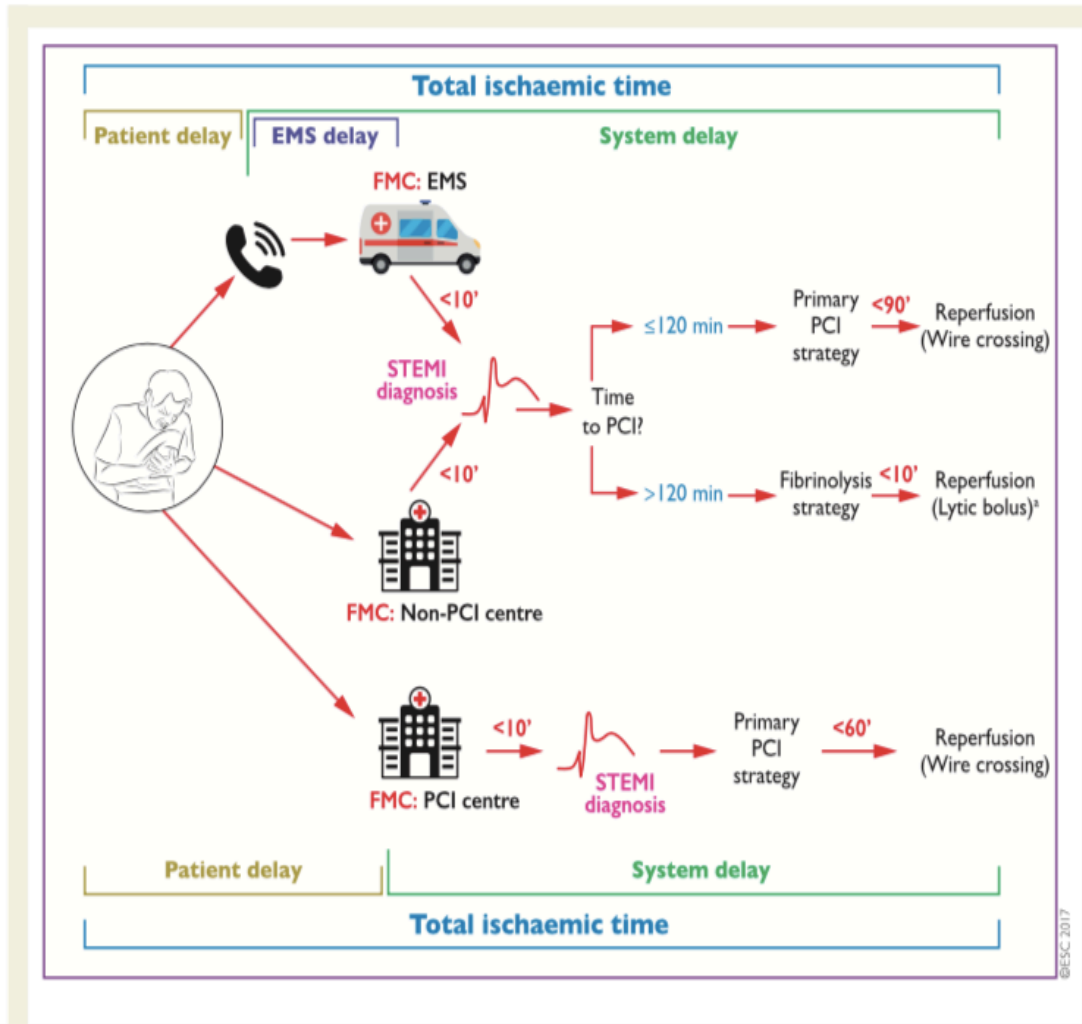 Total ischaemic time
Patient delay
EMS delay
System delay
FMC: EMS
<10'
STEMI
diagnosis
<10'
Time
to PCI?
≤120 min
Primary
PCI
strategy
<90'
Reperfusion
(Wire crossing)
>120 min
Fibrinolysis
strategy
<10'
Reperfusion
(Lytic bolus)ª
FMC: Non-PCI centre
<10'
STEMI
diagnosis
Primary
PCI
strategy
<60'
Reperfusion
(Wire crossing)
FMC: PCI centre
Patient delay
System delay
Total ischaemic time
©ESC 2017